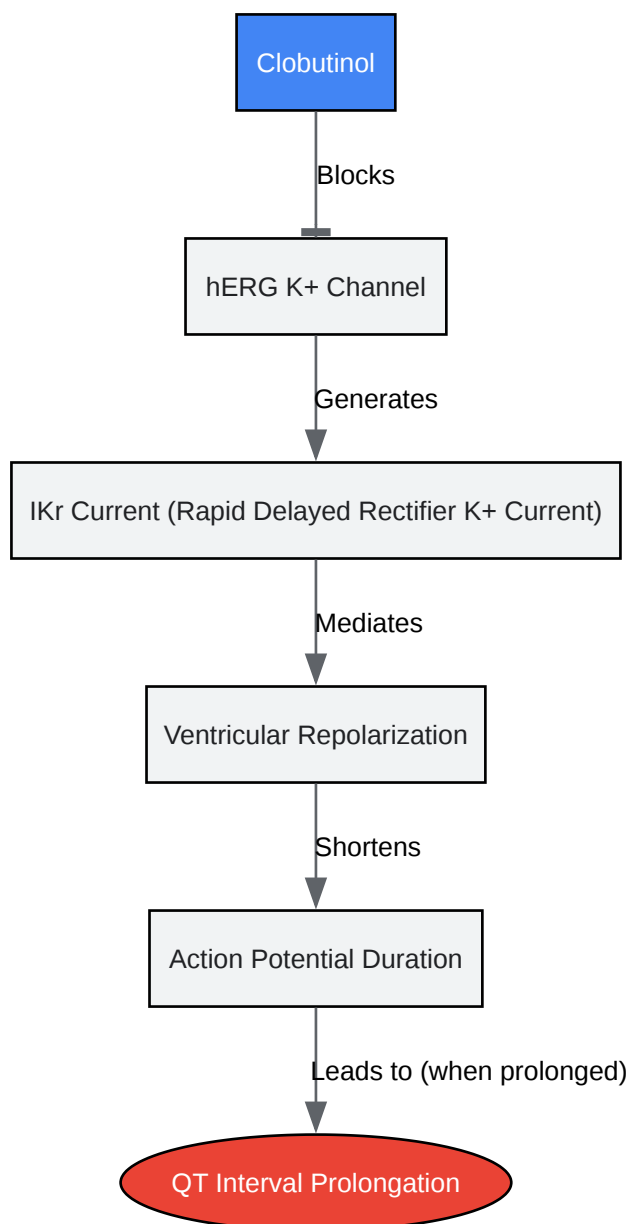 Clobutinol
Blocks
hERG K+ Channel
Generates
IKr Current (Rapid Delayed Rectifier K+ Current)
Mediates
Ventricular Repolarization
Shortens
Action Potential Duration
Leads to (when prolonged)
QT Interval Prolongation